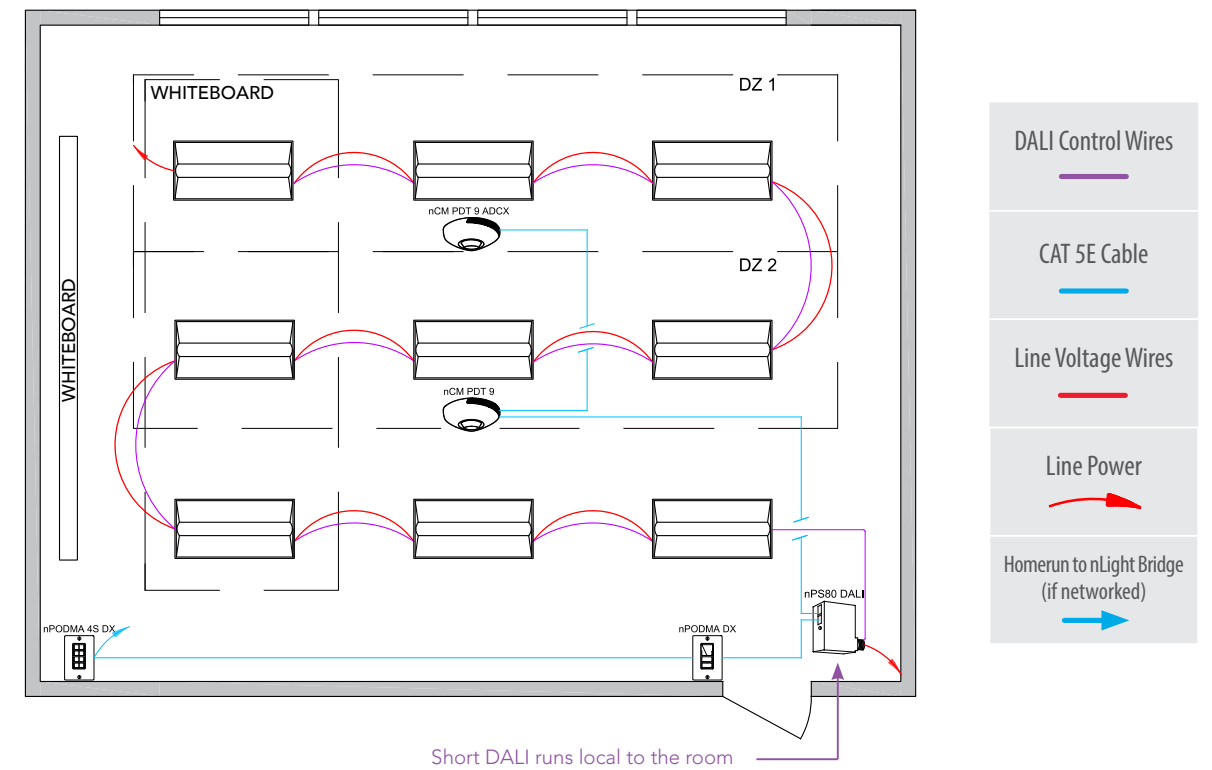 WHITEBOARD
DZ 1
nCM PDT 9 ADCX
DZ 2
WHITEBOARD
nCM PDT 9
nPS80 DALI
nPODMA 4S DX
nPODMA DX
Short DALI runs local to the room
DALI Control Wires
CAT 5E Cable
Line Voltage Wires
Line Power
Homerun to nLight Bridge
(if networked)